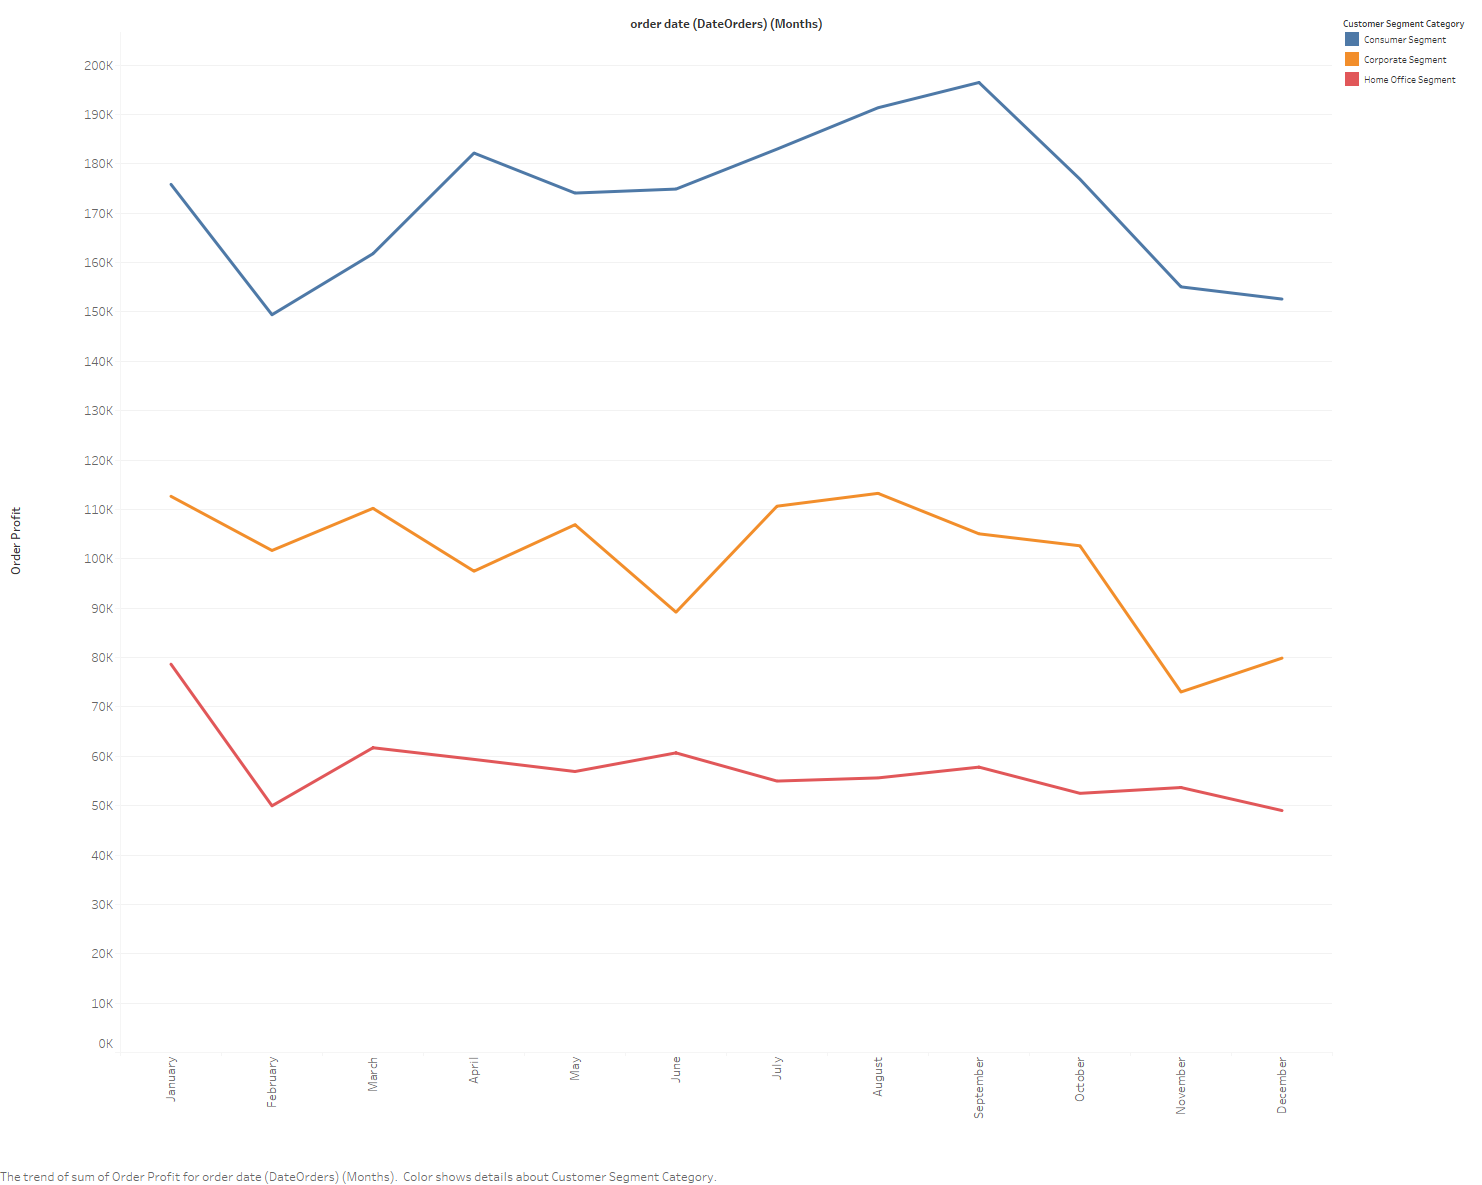 order date (DateOrders) (Months)
Customer Segment Category
Consumer Segment
Corporate Segment
Home Office Segment
200K
190K
180K
170K
160K
150K
140K
130K
120K
110K
100K
90K
80K
70K
60K
50K
40K
30K
20K
10K
0K
Order Profit
January
February
March
April
May
June
July
August
September
October
November
December
The trend of sum of Order Profit for order date (DateOrders) (Months). Color shows details about Customer Segment Category.